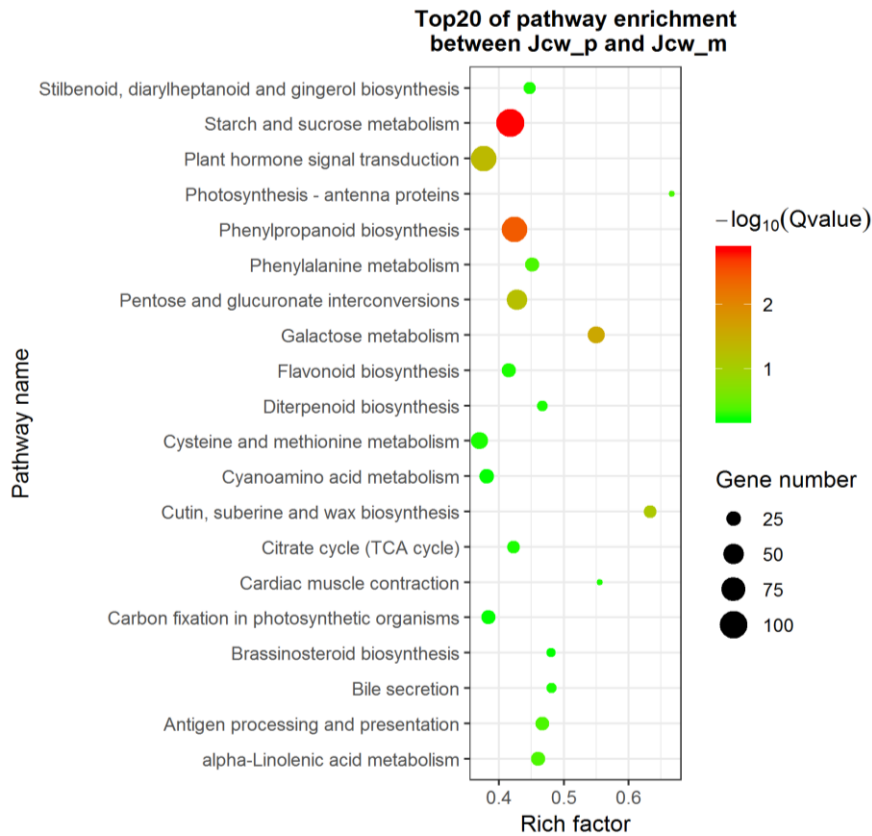 Top20 of pathway enrichment
between Jcw_p and Jcw_m
Pathway name
Stilbenoid, diarylheptanoid and gingerol biosynthesis
Starch and sucrose metabolism
Plant hormone signal transduction
Photosynthesis - antenna proteins
Phenylpropanoid biosynthesis
Phenylalanine metabolism
Pentose and glucuronate interconversions
Galactose metabolism
Flavonoid biosynthesis
Diterpenoid biosynthesis
Cysteine and methionine metabolism
Cyanoamino acid metabolism
Cutin, suberine and wax biosynthesis
Citrate cycle (TCA cycle)
Cardiac muscle contraction
Carbon fixation in photosynthetic organisms
Brassinosteroid biosynthesis
Bile secretion
Antigen processing and presentation
alpha-Linolenic acid metabolism
0.4 0.5 0.6
Rich factor
−log₁₀(Qvalue)
2
1
Gene number
25
50
75
100